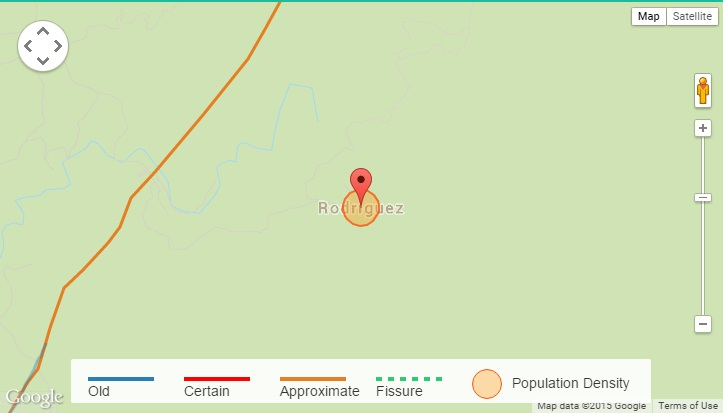 Map Satellite
Rodriguez
Old Certain Approximate Fissure Population Density
Google
Map data ©2015 Google Terms of Use